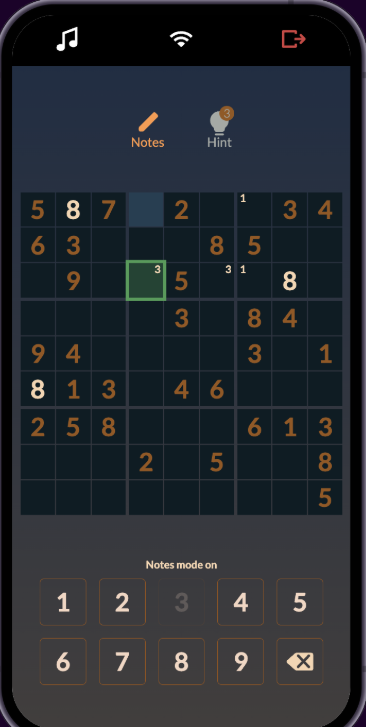 3
Notes Hint
5 8 7 2 1 3 4
6 3 8 5
9 3 5 3 1 8
3 8 4
9 4 3 1
8 1 3 4 6
2 5 8 6 1 3
2 5 8
5
Notes mode on
1 2 3 4 5
6 7 8 9